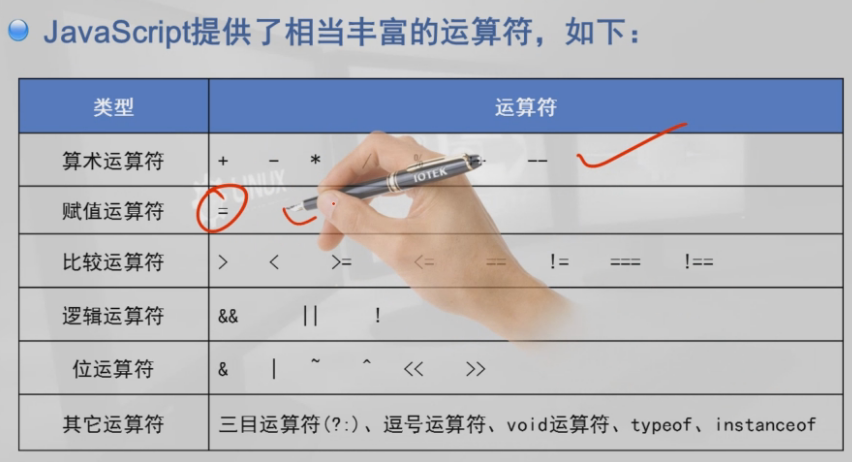 JavaScript提供了相当丰富的运算符，如下：
类型 运算符
算术运算符 + - * / % ++ --
赋值运算符 =
比较运算符 > < >= <= == != === !==
逻辑运算符 && || !
位运算符 & | ~ ^ << >>
其它运算符 三目运算符(?:)、逗号运算符、void运算符、typeof、instanceof
IOTEK
LINUX